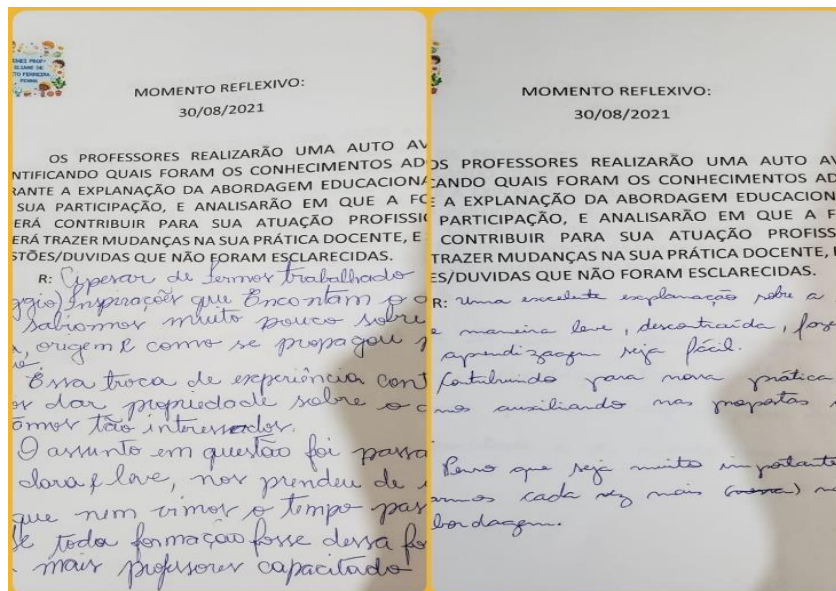 MOMENTO REFLEXIVO:
30/08/2021
OS PROFESSORES REALIZARÃO UMA AUTO AV
NTIFICANDO QUAIS FORAM OS CONHECIMENTOS AD
RANTE A EXPLANAÇÃO DA ABORDAGEM EDUCACIONA
SUA PARTICIPAÇÃO, E ANALISARÃO EM QUE A FO
ERÁ CONTRIBUIR PARA SUA ATUAÇÃO PROFISSI
ERÁ TRAZER MUDANÇAS NA SUA PRÁTICA DOCENTE, E
STÕES/DUVIDAS QUE NÃO FORAM ESCLARECIDAS.
R: Apesar de termos trabalhado
ggio) Inspirações que Encontam o
sabíamos muito pouco sobre
, origem e como se propagou
Essa troca de experiência cont
dar propriedade sobre o
amos tão interessados.
O assunto em questão foi passa
clara e leve, nos prendeu de
que nem vimos o tempo pas
Se toda formação fosse dessa fo
mais professores capacitado
MOMENTO REFLEXIVO:
30/08/2021
OS PROFESSORES REALIZARÃO UMA AUTO AV
CANDO QUAIS FORAM OS CONHECIMENTOS AD
E A EXPLANAÇÃO DA ABORDAGEM EDUCACION
PARTICIPAÇÃO, E ANALISARÃO EM QUE A F
CONTRIBUIR PARA SUA ATUAÇÃO PROFISS
TRAZER MUDANÇAS NA SUA PRÁTICA DOCENTE,
ES/DUVIDAS QUE NÃO FORAM ESCLARECIDAS.
R: Uma excelente explanação sobre a
maneira leve, descontraída, faze
aprendizagem seja fácil.
Contribuindo para nossa prática
nos auxiliando nas propostas
Penso que seja muito importante
armos cada vez mais
bordagem.